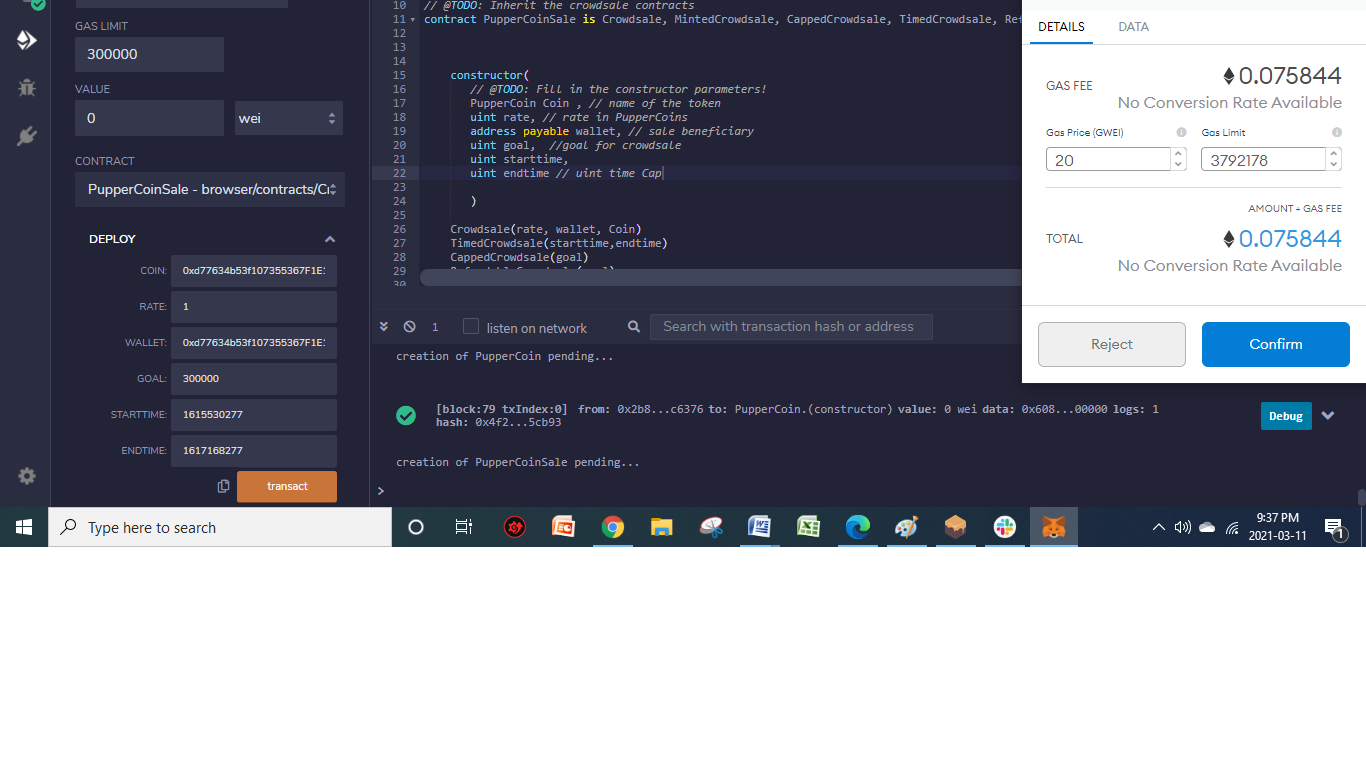 GAS LIMIT
300000
VALUE
0
wei
CONTRACT
PupperCoinSale - browser/contracts/Cr
DEPLOY
COIN:
0xd77634b53f107355367F1E:
RATE:
1
WALLET:
0xd77634b53f107355367F1E:
GOAL:
300000
STARTTIME:
1615530277
ENDTIME:
1617168277
transact
10 // @TODO: Inherit the crowdsale contracts
11 contract PupperCoinSale is Crowdsale, MintedCrowdsale, CappedCrowdsale, TimedCrowdsale, Ref
12
13
14
15 constructor(
16 // @TODO: Fill in the constructor parameters!
17 PupperCoin Coin , // name of the token
18 uint rate, // rate in PupperCoins
19 address payable wallet, // sale beneficiary
20 uint goal, //goal for crowdsale
21 uint starttime,
22 uint endtime // uint time Cap
23
24 )
25
26 Crowdsale(rate, wallet, Coin)
27 TimedCrowdsale(starttime,endtime)
28 CappedCrowdsale(goal)
29
30
1
listen on network
Search with transaction hash or address
creation of PupperCoin pending...
[block:79 txIndex:0] from: 0x2b8...c6376 to: PupperCoin.(constructor) value: 0 wei data: 0x608...00000 logs: 1
hash: 0x4f2...5cb93
Debug
creation of PupperCoinSale pending...
>
DETAILS
DATA
GAS FEE
0.075844
No Conversion Rate Available
Gas Price (GWEI)
Gas Limit
20
3792178
AMOUNT + GAS FEE
TOTAL
0.075844
No Conversion Rate Available
Reject
Confirm
Type here to search
9:37 PM
2021-03-11
1